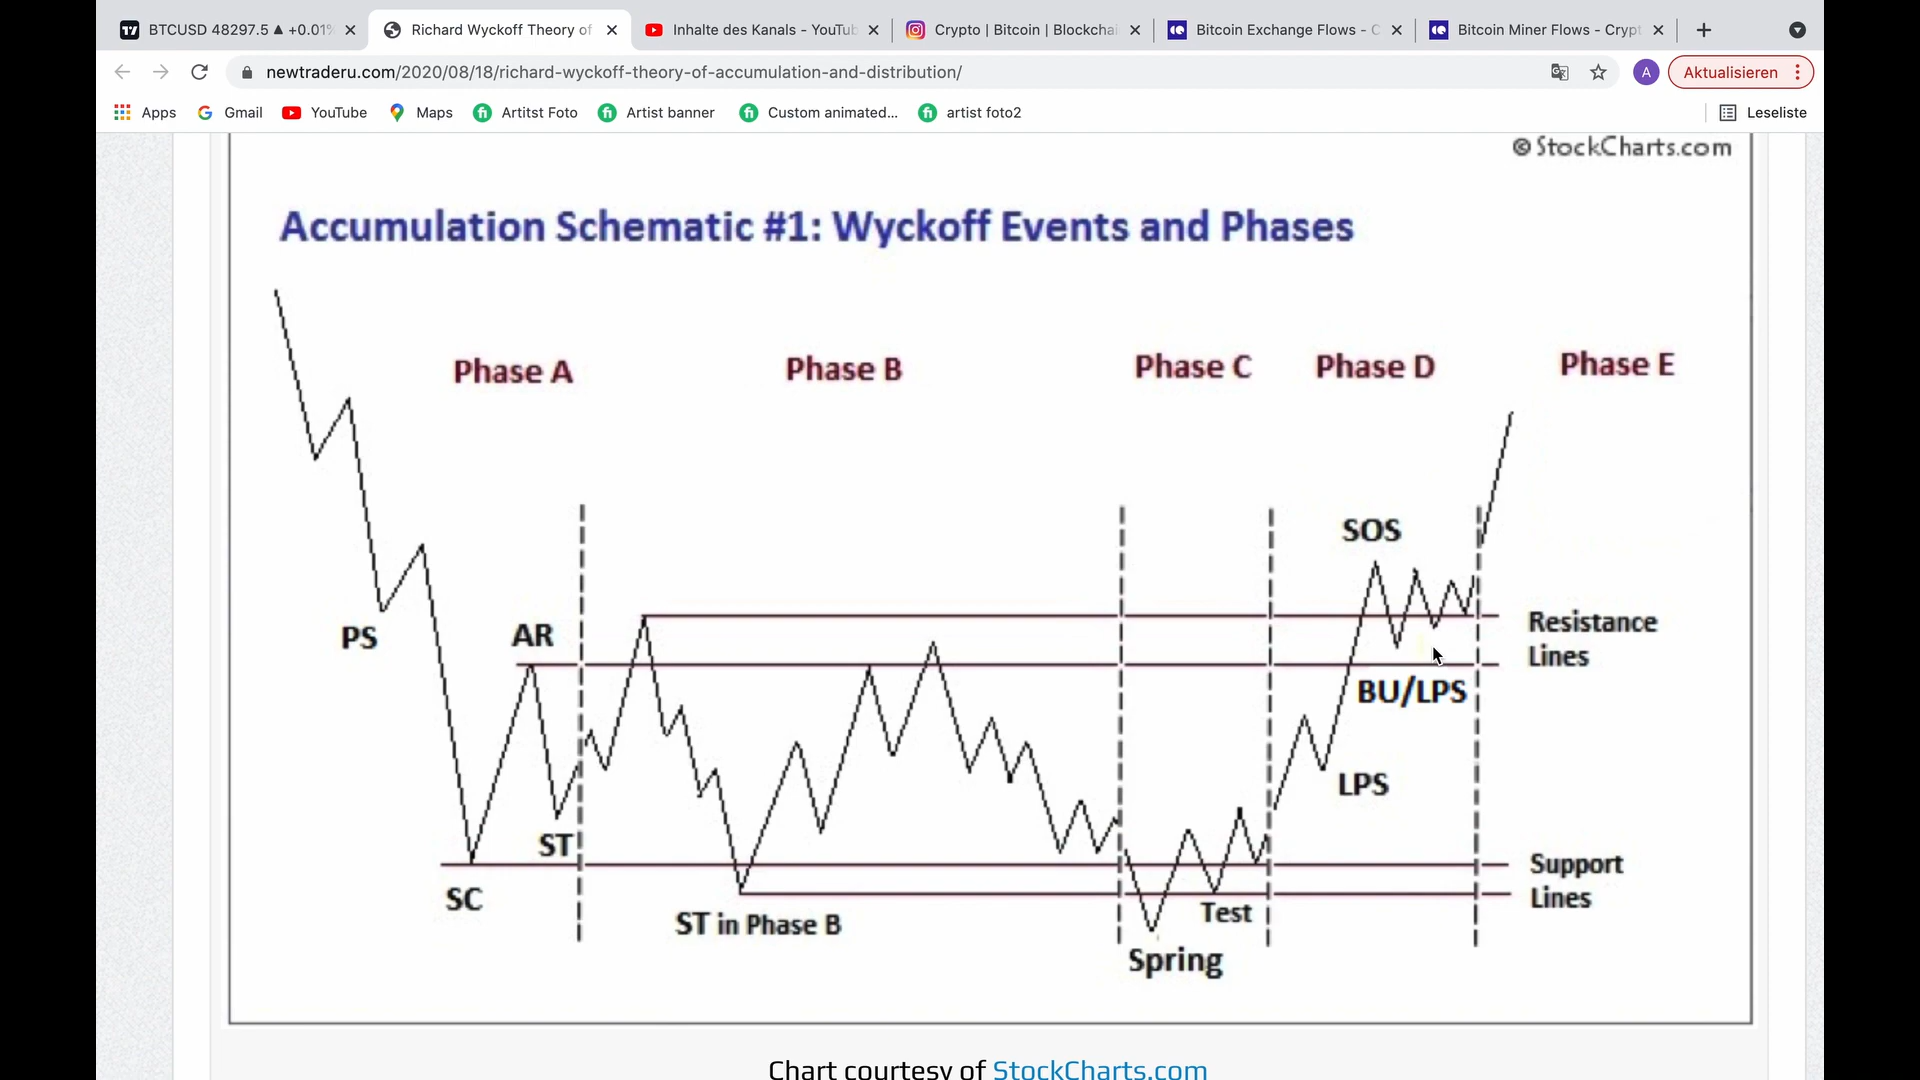 BTCUSD 48297.5 ▲ +0.01%
Richard Wyckoff Theory of
Inhalte des Kanals - YouTub
Crypto | Bitcoin | Blockchai
Bitcoin Exchange Flows - C
Bitcoin Miner Flows - Crypt
newtraderu.com/2020/08/18/richard-wyckoff-theory-of-accumulation-and-distribution/
A
Aktualisieren
Apps
Gmail
YouTube
Maps
Artitst Foto
Artist banner
Custom animated...
artist foto2
Leseliste
© StockCharts.com
Accumulation Schematic #1: Wyckoff Events and Phases
Phase A
Phase B
Phase C
Phase D
Phase E
SOS
PS
AR
Resistance
Lines
BU/LPS
LPS
ST
Support
Lines
SC
ST in Phase B
Test
Spring
Chart courtesy of StockCharts.com